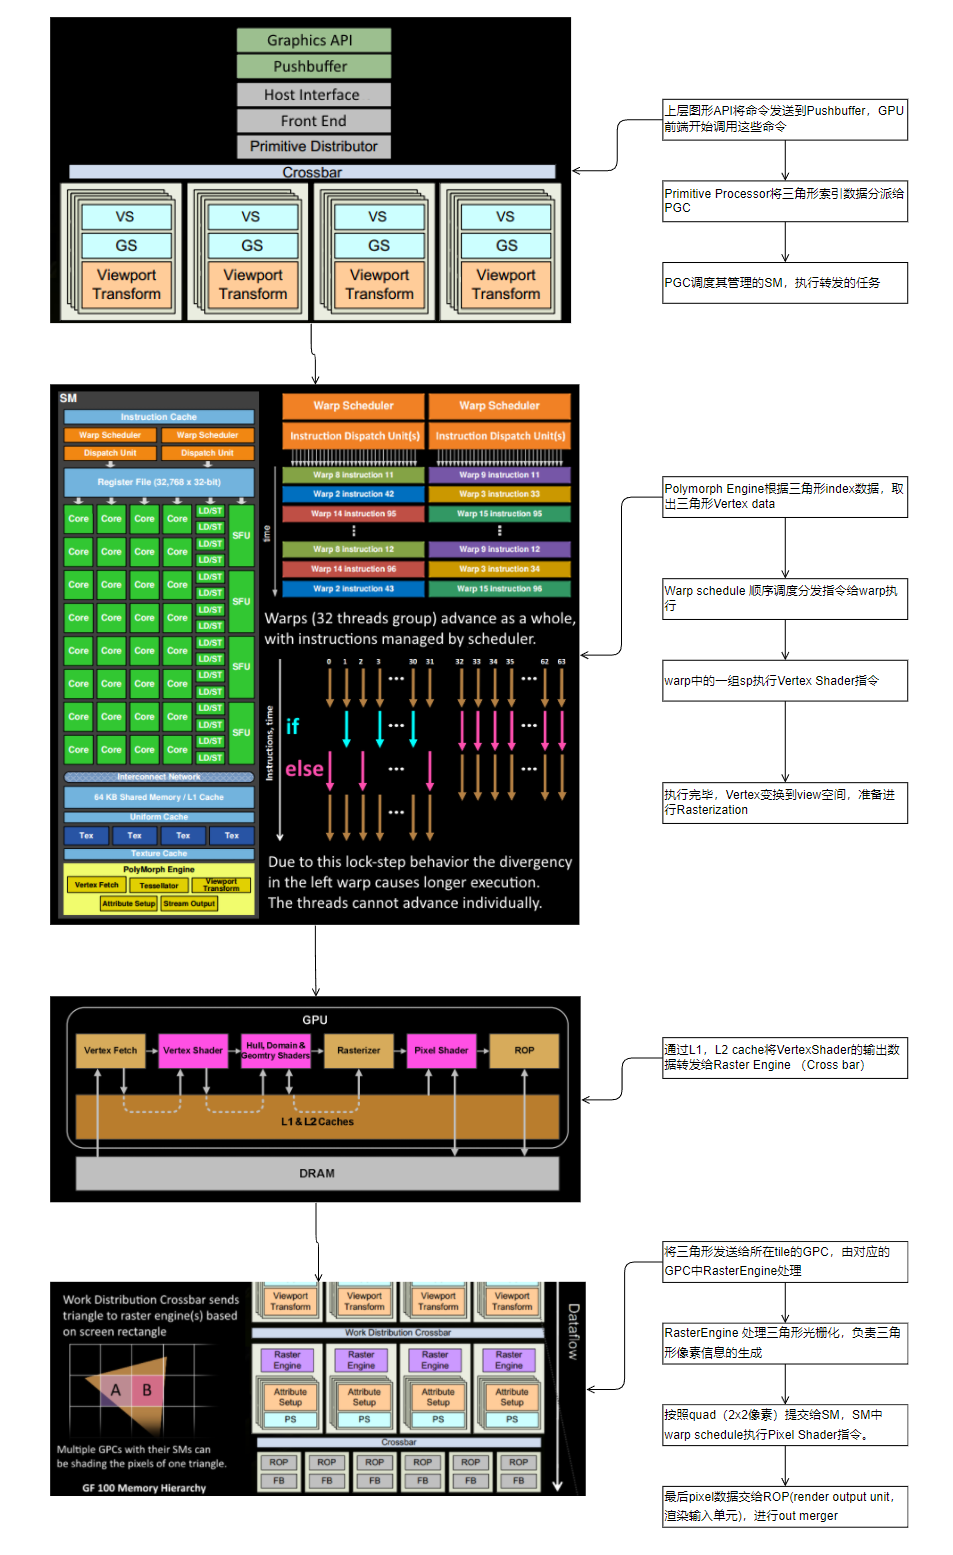 Graphics API
Pushbuffer
Host Interface
Front End
Primitive Distributor
Crossbar
VS
VS
VS
VS
GS
GS
GS
GS
Viewport
Transform
Viewport
Transform
Viewport
Transform
Viewport
Transform
上层图形API将命令发送到Pushbuffer，GPU
前端开始调用这些命令
Primitive Processor将三角形索引数据分派给
PGC
PGC调度其管理的SM，执行转发的任务
SM
Instruction Cache
Warp Scheduler
Warp Scheduler
Dispatch Unit
Dispatch Unit
Register File (32,768 x 32-bit)
Core
Core
Core
Core
LD/ST
LD/ST
SFU
Core
Core
Core
Core
LD/ST
LD/ST
Core
Core
Core
Core
LD/ST
LD/ST
SFU
Core
Core
Core
Core
LD/ST
LD/ST
Core
Core
Core
Core
LD/ST
LD/ST
SFU
Core
Core
Core
Core
LD/ST
LD/ST
Core
Core
Core
Core
LD/ST
LD/ST
SFU
Core
Core
Core
Core
LD/ST
LD/ST
Interconnect Network
64 KB Shared Memory / L1 Cache
Uniform Cache
Tex
Tex
Tex
Tex
Texture Cache
PolyMorph Engine
Vertex Fetch
Tessellator
Viewport
Transform
Attribute Setup
Stream Output
Warp Scheduler
Warp Scheduler
Instruction Dispatch Unit(s)
Instruction Dispatch Unit(s)
time
Warp 8 instruction 11
Warp 9 instruction 11
Warp 2 instruction 42
Warp 3 instruction 33
Warp 14 instruction 95
Warp 15 instruction 95
Warp 8 instruction 12
Warp 9 instruction 12
Warp 14 instruction 96
Warp 3 instruction 34
Warp 2 instruction 43
Warp 15 instruction 96
Warps (32 threads group) advance as a whole,
with instructions managed by scheduler.
0 1 2 3 30 31 32 33 34 35 62 63
...
...
Instructions, time
if
...
...
else
...
...
Due to this lock-step behavior the divergency
in the left warp causes longer execution.
The threads cannot advance individually.
Polymorph Engine根据三角形index数据，取
出三角形Vertex data
Warp schedule 顺序调度分发指令给warp执
行
warp中的一组sp执行Vertex Shader指令
执行完毕，Vertex变换到view空间，准备进
行Rasterization
GPU
Vertex Fetch
Vertex Shader
Hull, Domain &
Geomtry Shaders
Rasterizer
Pixel Shader
ROP
L1 & L2 Caches
DRAM
通过L1，L2 cache将VertexShader的输出数
据转发给Raster Engine （Cross bar）
Work Distribution Crossbar sends
triangle to raster engine(s) based
on screen rectangle
A
B
Multiple GPCs with their SMs can
be shading the pixels of one triangle.
GF 100 Memory Hierarchy
Viewport
Transform
Viewport
Transform
Viewport
Transform
Viewport
Transform
Work Distribution Crossbar
Raster
Engine
Raster
Engine
Raster
Engine
Raster
Engine
Attribute
Setup
Attribute
Setup
Attribute
Setup
Attribute
Setup
PS
PS
PS
PS
Crossbar
ROP
ROP
ROP
ROP
ROP
ROP
FB
FB
FB
FB
FB
FB
Dataflow
将三角形发送给所在tile的GPC，由对应的
GPC中RasterEngine处理
RasterEngine 处理三角形光栅化，负责三角
形像素信息的生成
按照quad（2x2像素）提交给SM，SM中
warp schedule执行Pixel Shader指令。
最后pixel数据交给ROP(render output unit，
渲染输入单元)，进行out merger